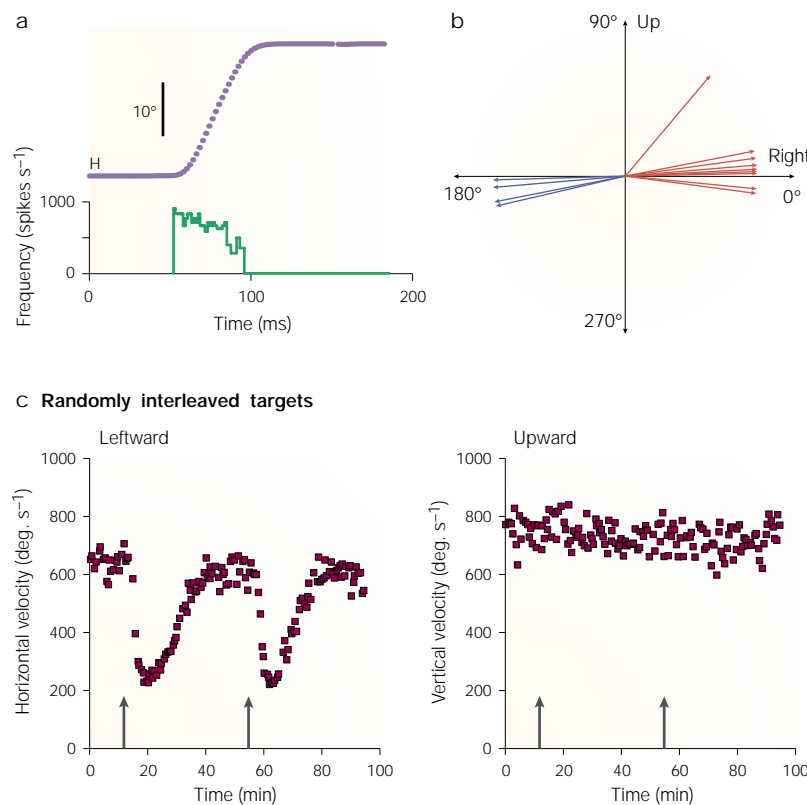 a
10°
H
Frequency (spikes s–1)
1000
0
0
100
200
Time (ms)
b
90°
Up
Right
180°
0°
270°
c Randomly interleaved targets
Leftward
Horizontal velocity (deg. s–1)
1000
800
600
400
200
0
0 20 40 60 80 100
Time (min)
Upward
Vertical velocity (deg. s–1)
1000
800
600
400
200
0
0 20 40 60 80 100
Time (min)